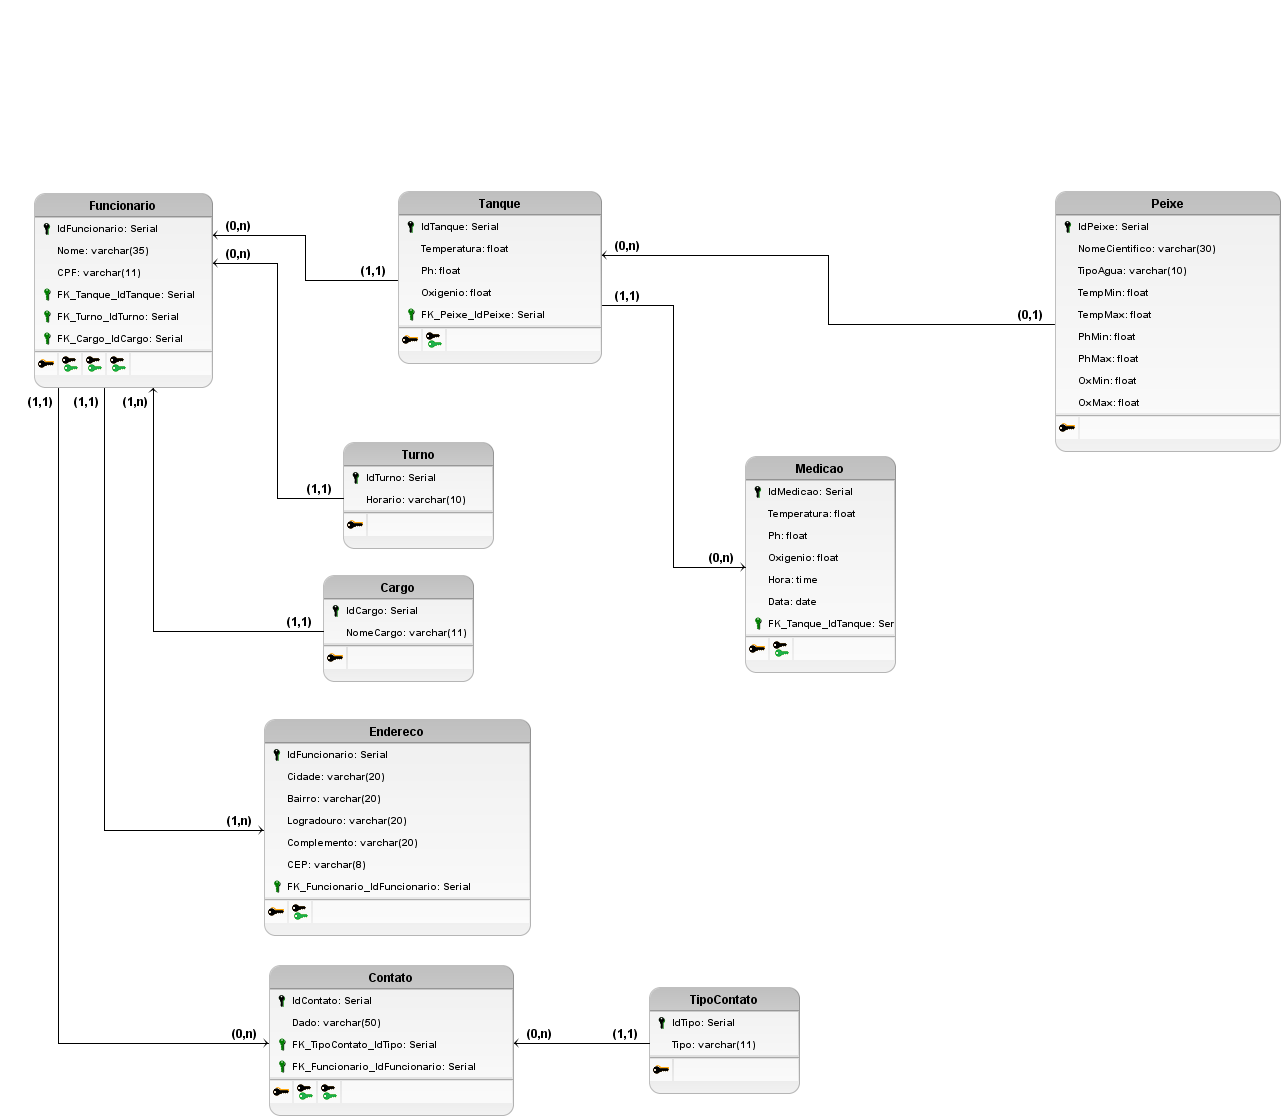 Funcionario
IdFuncionario: Serial
Nome: varchar(35)
CPF: varchar(11)
FK_Tanque_IdTanque: Serial
FK_Turno_IdTurno: Serial
FK_Cargo_IdCargo: Serial
(0,n)
(0,n)
(1,1)
(1,1)
(1,1)
(1,n)
Tanque
IdTanque: Serial
Temperatura: float
Ph: float
Oxigenio: float
FK_Peixe_IdPeixe: Serial
(0,n)
(1,1)
(0,1)
Peixe
IdPeixe: Serial
NomeCientifico: varchar(30)
TipoAgua: varchar(10)
TempMin: float
TempMax: float
PhMin: float
PhMax: float
OxMin: float
OxMax: float
Turno
IdTurno: Serial
Horario: varchar(10)
(1,1)
Medicao
IdMedicao: Serial
Temperatura: float
Ph: float
Oxigenio: float
Hora: time
Data: date
FK_Tanque_IdTanque: Ser
(0,n)
Cargo
IdCargo: Serial
NomeCargo: varchar(11)
(1,1)
Endereco
IdFuncionario: Serial
Cidade: varchar(20)
Bairro: varchar(20)
Logradouro: varchar(20)
Complemento: varchar(20)
CEP: varchar(8)
FK_Funcionario_IdFuncionario: Serial
(1,n)
Contato
IdContato: Serial
Dado: varchar(50)
FK_TipoContato_IdTipo: Serial
FK_Funcionario_IdFuncionario: Serial
(0,n)
(0,n)
(1,1)
TipoContato
IdTipo: Serial
Tipo: varchar(11)